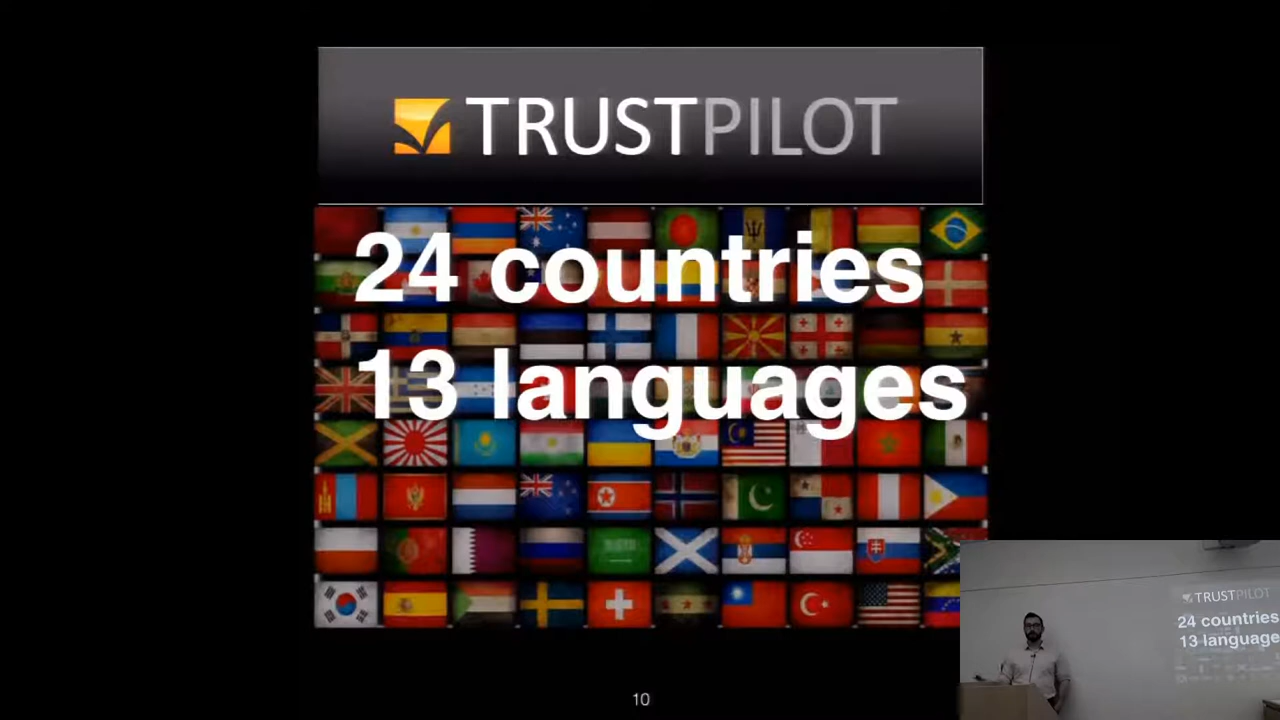 TRUSTPILOT
24 countries
13 languages
10
TRUSTPILOT
24 countries
13 language